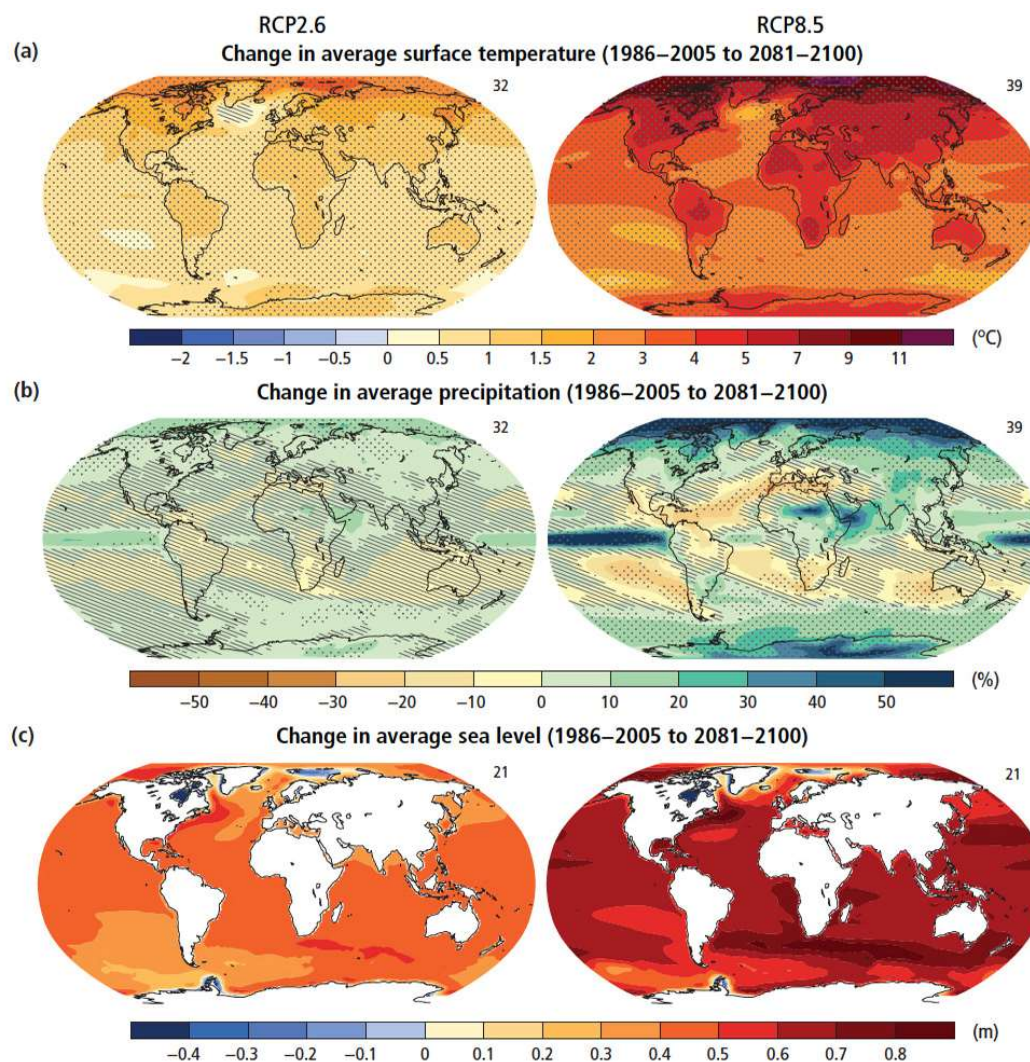 RCP2.6 RCP8.5
(a) Change in average surface temperature (1986–2005 to 2081–2100)
32 39
−2 −1.5 −1 −0.5 0 0.5 1 1.5 2 3 4 5 7 9 11 (°C)
(b) Change in average precipitation (1986–2005 to 2081–2100)
32 39
−50 −40 −30 −20 −10 0 10 20 30 40 50 (%)
(c) Change in average sea level (1986–2005 to 2081–2100)
21 21
−0.4 −0.3 −0.2 −0.1 0 0.1 0.2 0.3 0.4 0.5 0.6 0.7 0.8 (m)